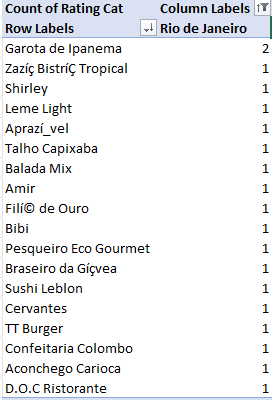 Count of Rating Cat Column Labels
Row Labels Rio de Janeiro
Garota de Ipanema 2
Zazíç BistríÇ Tropical 1
Shirley 1
Leme Light 1
Aprazí_vel 1
Talho Capixaba 1
Balada Mix 1
Amir 1
Filí© de Ouro 1
Bibi 1
Pesqueiro Eco Gourmet 1
Braseiro da Gíçvea 1
Sushi Leblon 1
Cervantes 1
TT Burger 1
Confeitaria Colombo 1
Aconchego Carioca 1
D.O.C Ristorante 1